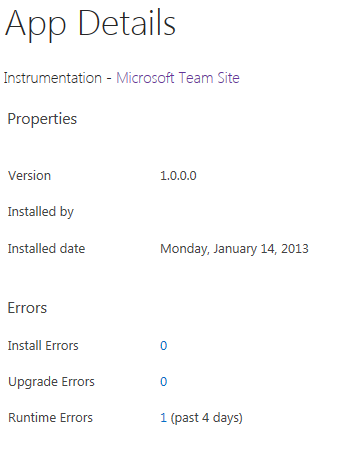 App Details
Instrumentation - Microsoft Team Site
Properties
Version 1.0.0.0
Installed by
Installed date Monday, January 14, 2013
Errors
Install Errors 0
Upgrade Errors 0
Runtime Errors 1 (past 4 days)